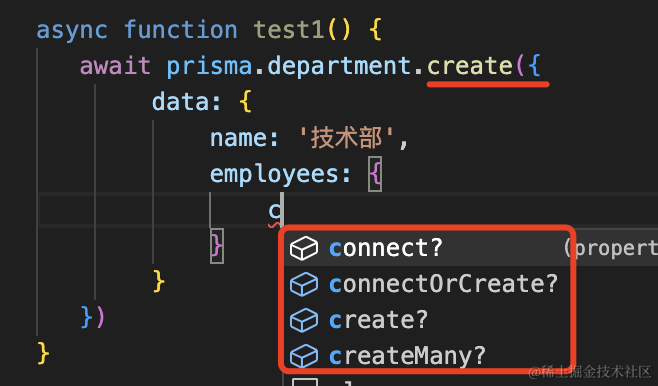 async function test1() {
await prisma.department.create({
data: {
name: '技术部',
employees: {
c
connect?
(propert
}
connectOrCreate?
}
create?
})
createMany?
}
@稀土掘金技术社区